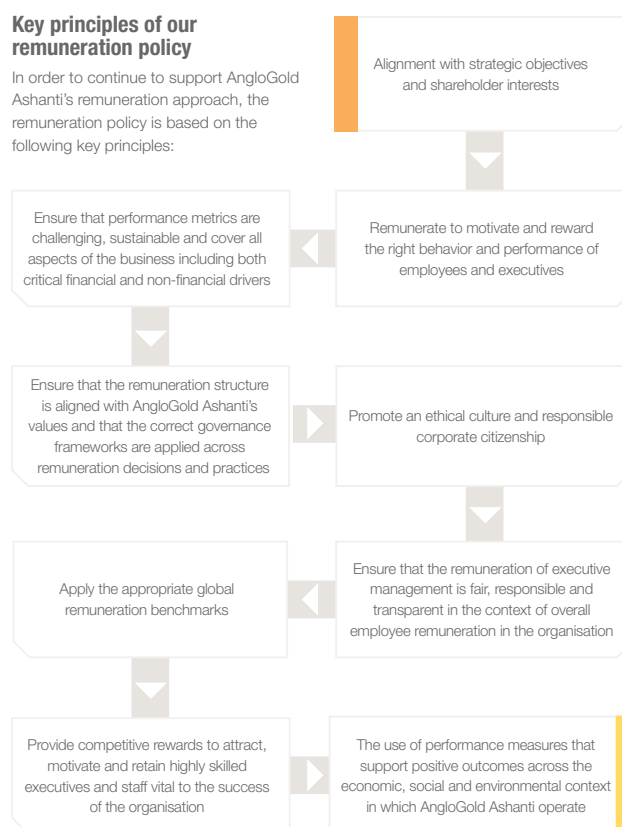 Key principles of our
remuneration policy
In order to continue to support AngloGold
Ashanti's remuneration approach, the
remuneration policy is based on the
following key principles:
Alignment with strategic objectives
and shareholder interests
Remunerate to motivate and reward
the right behavior and performance of
employees and executives
Ensure that performance metrics are
challenging, sustainable and cover all
aspects of the business including both
critical financial and non-financial drivers
Ensure that the remuneration structure
is aligned with AngloGold Ashanti's
values and that the correct governance
frameworks are applied across
remuneration decisions and practices
Promote an ethical culture and responsible
corporate citizenship
Ensure that the remuneration of executive
management is fair, responsible and
transparent in the context of overall
employee remuneration in the organisation
Apply the appropriate global
remuneration benchmarks
Provide competitive rewards to attract,
motivate and retain highly skilled
executives and staff vital to the success
of the organisation
The use of performance measures that
support positive outcomes across the
economic, social and environmental context
in which AngloGold Ashanti operate